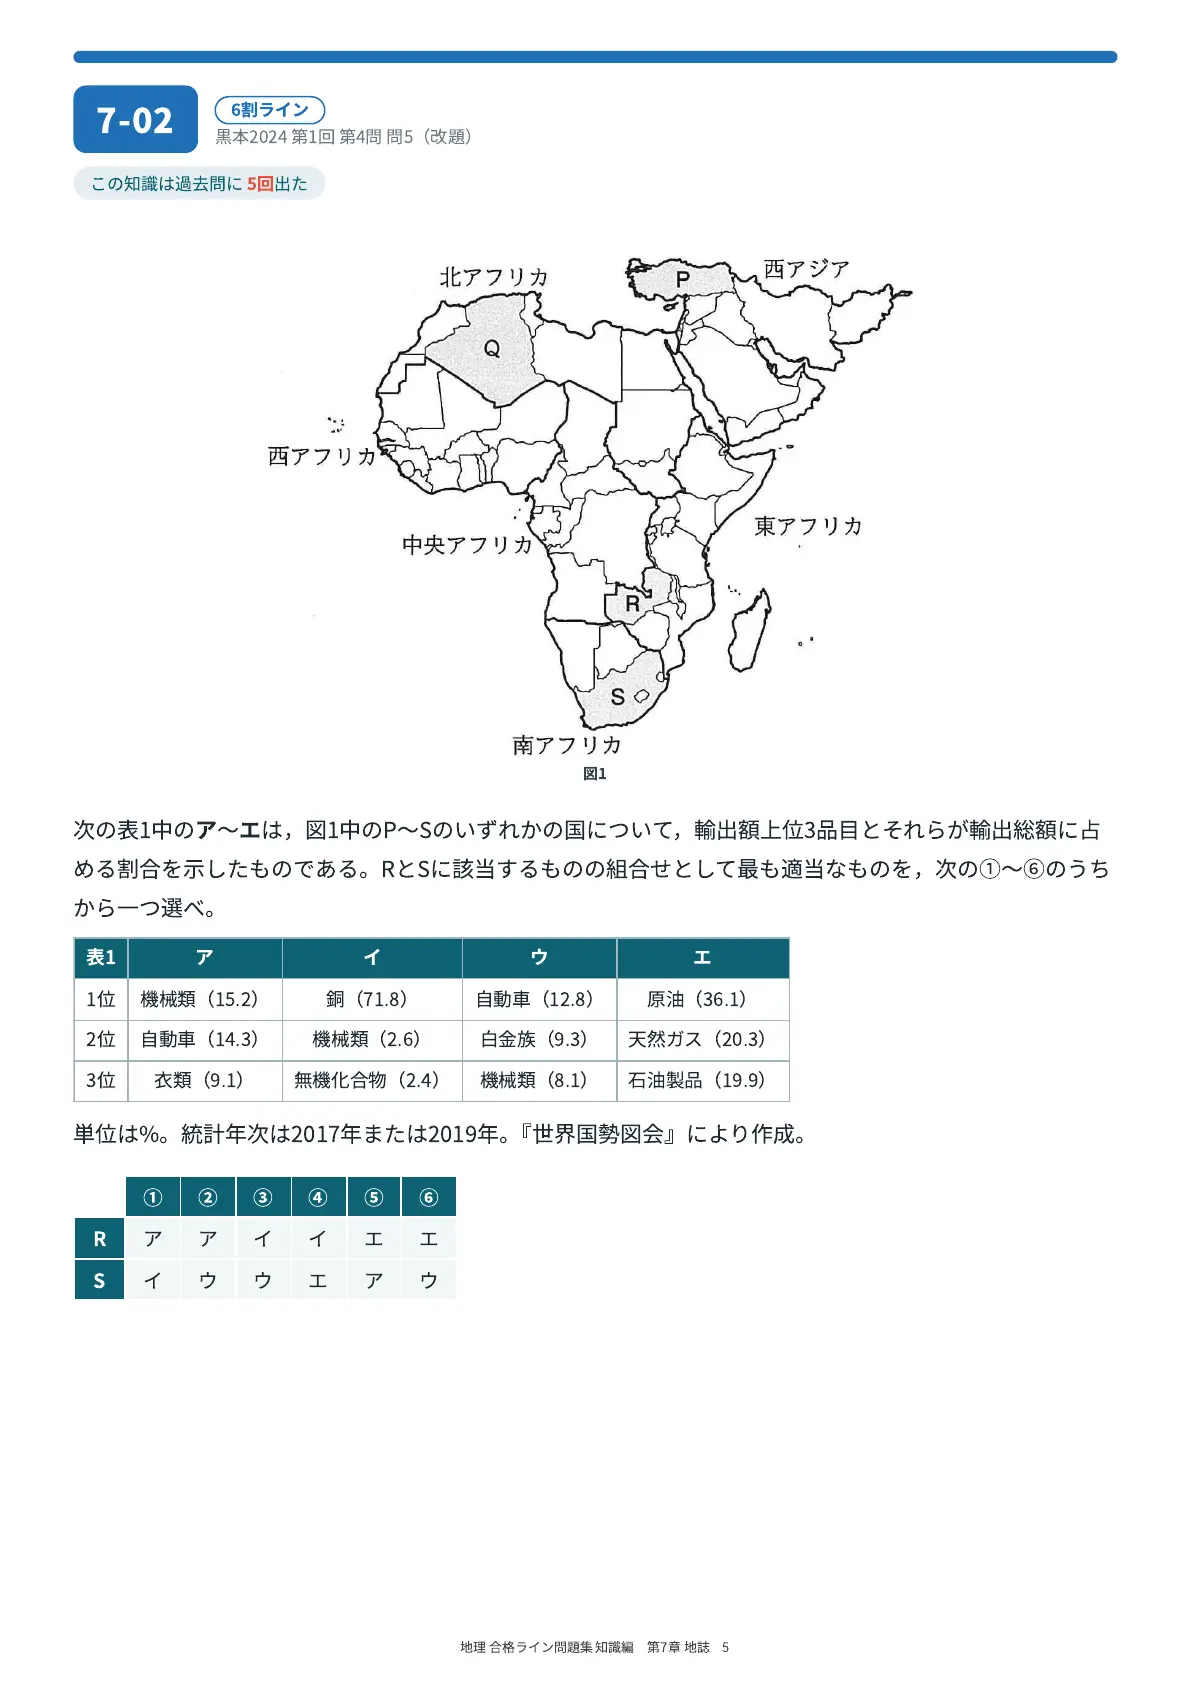 7-02
6割ライン
黒本2024 第1回 第4問 問5（改題）
この知識は過去問に 5回出た
北アフリカ
P
西アジア
Q
西アフリカ
東アフリカ
中央アフリカ
R
S
南アフリカ
図1
次の表1中のア～エは，図1中のP～Sのいずれかの国について，輸出額上位3品目とそれらが輸出総額に占
める割合を示したものである。RとSに該当するものの組合せとして最も適当なものを，次の①～⑥のうち
から一つ選べ。
表1 ア イ ウ エ
1位 機械類（15.2） 銅（71.8） 自動車（12.8） 原油（36.1）
2位 自動車（14.3） 機械類（2.6） 白金族（9.3） 天然ガス（20.3）
3位 衣類（9.1） 無機化合物（2.4） 機械類（8.1） 石油製品（19.9）
単位は%。統計年次は2017年または2019年。『世界国勢図会』により作成。
① ② ③ ④ ⑤ ⑥
R ア ア イ イ エ エ
S イ ウ ウ エ ア ウ
地理 合格ライン問題集 知識編 第7章 地誌 5